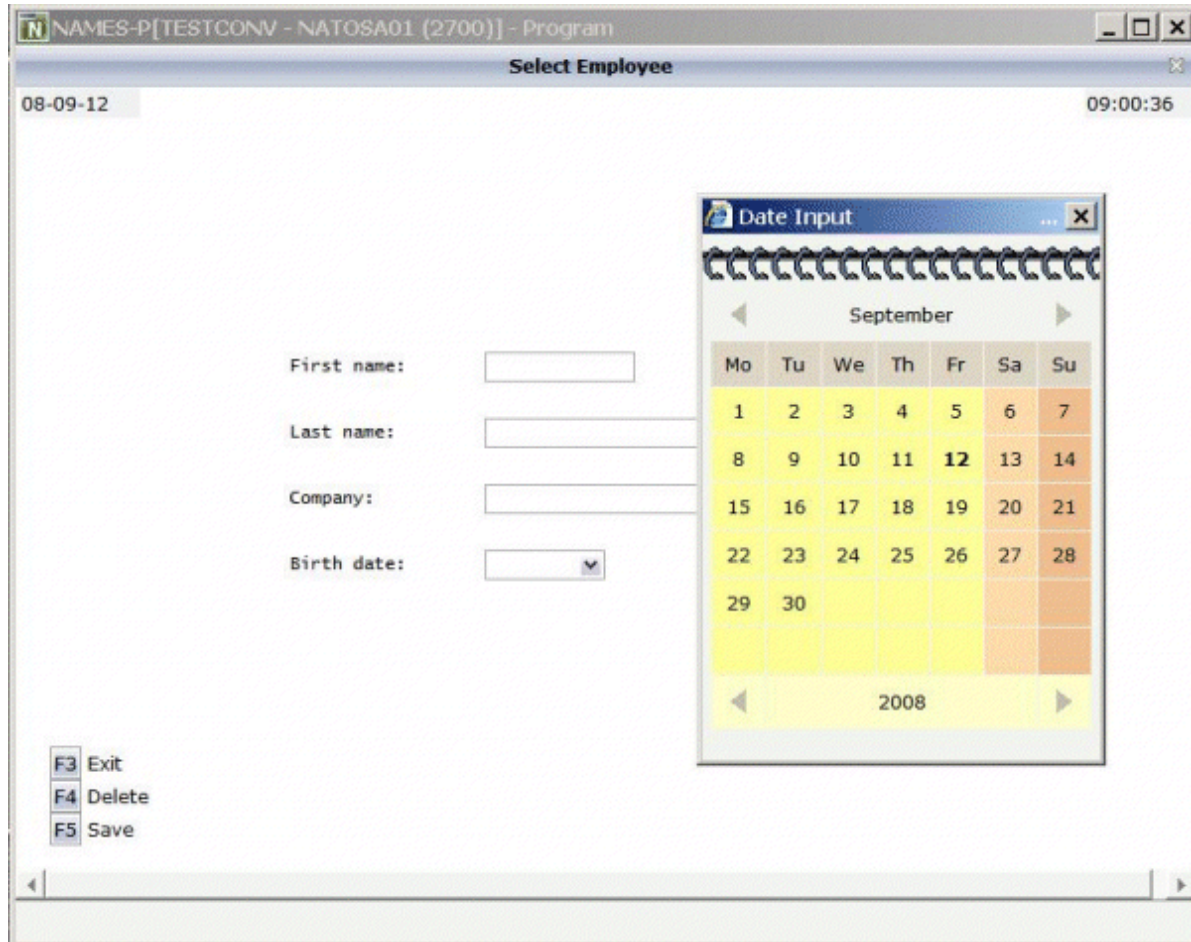 NAMES-P[TESTCONV - NATOSA01 (2700)] - Program
Select Employee
08-09-12 09:00:36
Date Input ...
September
Mo Tu We Th Fr Sa Su
1 2 3 4 5 6 7
8 9 10 11 12 13 14
15 16 17 18 19 20 21
22 23 24 25 26 27 28
29 30
2008
First name:
Last name:
Company:
Birth date:
F3 Exit
F4 Delete
F5 Save